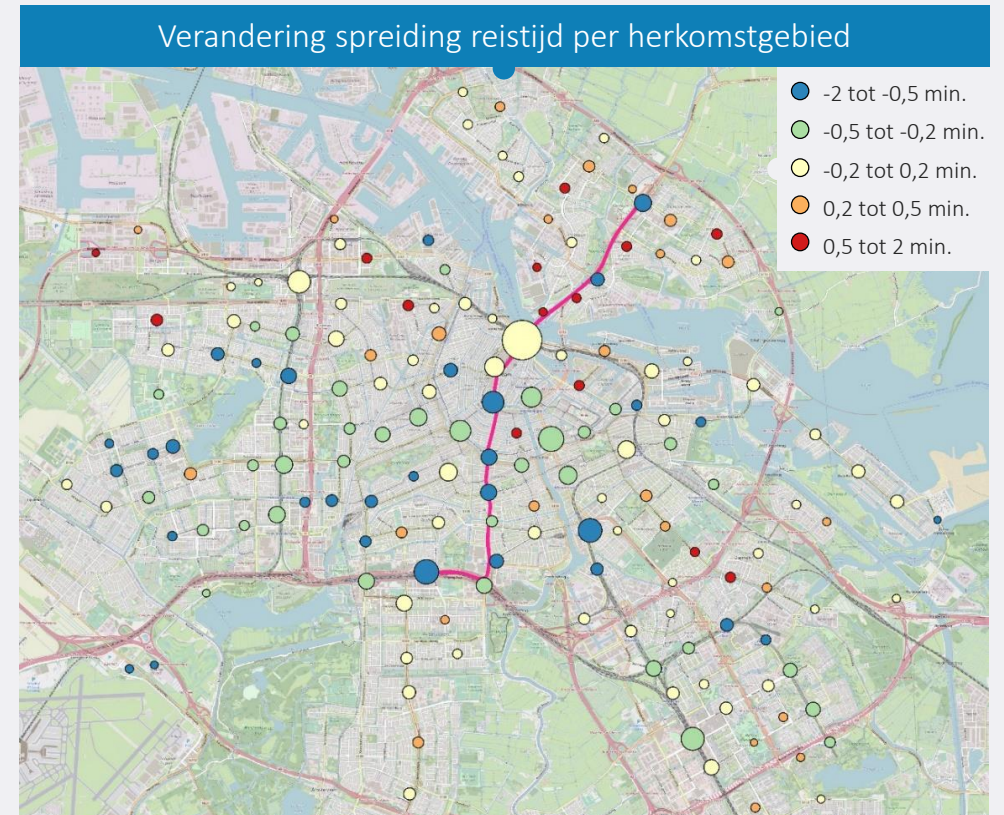 Verandering spreiding reistijd per herkomstgebied
-2 tot -0,5 min.
-0,5 tot -0,2 min.
-0,2 tot 0,2 min.
0,2 tot 0,5 min.
0,5 tot 2 min.